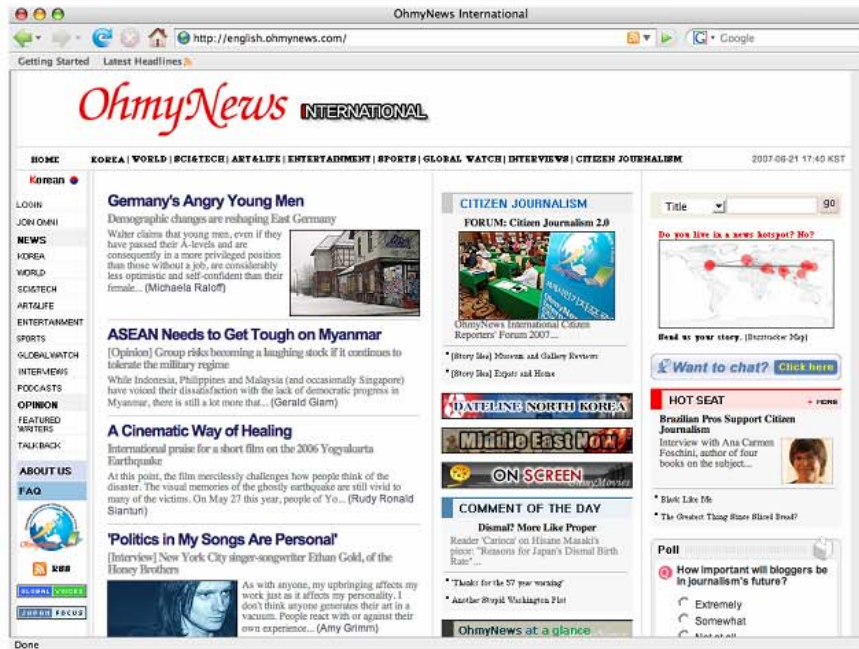 OhmyNews International
http://english.ohmynews.com/
Google
Getting Started Latest Headlines
OhmyNews INTERNATIONAL
HOME
KOREA | WORLD | SCI&TECH | ART&LIFE | ENTERTAINMENT | SPORTS | GLOBAL WATCH | INTERVIEWS | CITIZEN JOURNALISM
2007-06-21 17:40 KST
Korean
LOGIN
JOIN OMNI
NEWS
KOREA
WORLD
SCI&TECH
ART&LIFE
ENTERTAINMENT
SPORTS
GLOBAL WATCH
INTERVIEWS
PODCASTS
OPINION
FEATURED
WRITERS
TALKBACK
ABOUT US
FAQ
RSS
GLOBAL VOICES
JAPAN FOCUS
Germany's Angry Young Men
Demographic changes are reshaping East Germany
Walter claims that young men, even if they
have passed their A-levels and are
consequently in a more privileged position
than those without a job, are considerably
less optimistic and self-confident than their
female... (Michaela Raloff)
ASEAN Needs to Get Tough on Myanmar
[Opinion] Group risks becoming a laughing stock if it continues to
tolerate the military regime
While Indonesia, Philippines and Malaysia (and occasionally Singapore)
have voiced their dissatisfaction with the lack of democratic progress in
Myanmar, there is still a lot more that... (Gerald Giam)
A Cinematic Way of Healing
International praise for a short film on the 2006 Yogyakarta
Earthquake
At this point, the film mercilessly challenges how people think of the
disaster. The visual memories of the ghostly earthquake are still vivid to
many of the victims. On May 27 this year, people of Yo... (Rudy Ronald
Sianturi)
'Politics in My Songs Are Personal'
[Interview] New York City singer-songwriter Ethan Gold, of the
Honey Brothers
As with anyone, my upbringing affects my
work just as it affects my personality. I
don't think anyone generates their art in a
vacuum. People react with or against their
own experience... (Amy Grimm)
CITIZEN JOURNALISM
FORUM: Citizen Journalism 2.0
OhmyNews International Citizen
Reporters' Forum 2007...
[Story Idea] Museum and Gallery Reviews
[Story Idea] Expats and Home
DATELINE NORTH KOREA
Middle East Now
ON SCREEN
OhmyMovies
COMMENT OF THE DAY
Dismal? More Like Proper
Reader 'Carioca' on Hisane Masaki's
piece: "Reasons for Japan's Dismal Birth
Rate"...
'Thanks for the 57 year warning'
Another Stupid Washington Plot
OhmyNews at a glance
Title
go
Do you live in a news hotspot? No?
Send us your story. [Buzztracker Map]
Want to chat? Click here
HOT SEAT
+ MORE
Brazilian Pros Support Citizen
Journalism
Interview with Ana Carmen
Foschini, author of four
books on the subject...
Black Like Me
The Greatest Thing Since Sliced Bread?
Poll
Q How important will bloggers be
in journalism's future?
Extremely
Somewhat
Not at all
Done